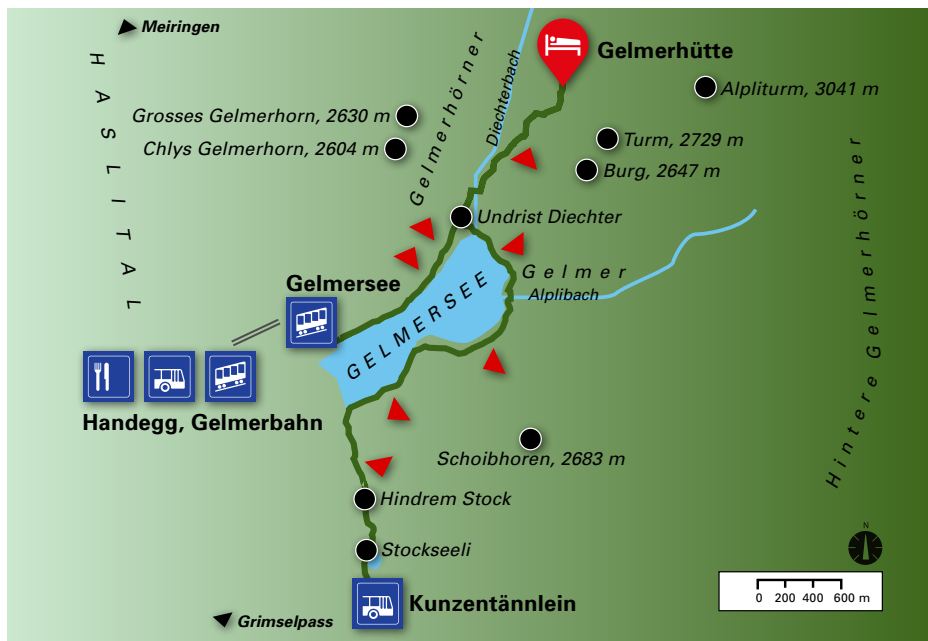 Meiringen
HASLITAL
Gelmerhörner
Diechterbach
Gelmerhütte
Alpliturm, 3041 m
Grosses Gelmerhorn, 2630 m
Chlys Gelmerhorn, 2604 m
Turm, 2729 m
Burg, 2647 m
Hintere Gelmerhörner
Undrist Diechter
Gelmer
Alplibach
Gelmersee
GELMERSEE
Handegg, Gelmerbahn
Schoibhoren, 2683 m
Hindrem Stock
Stockseeli
Kunzentännlein
Grimselpass
N
0 200 400 600 m